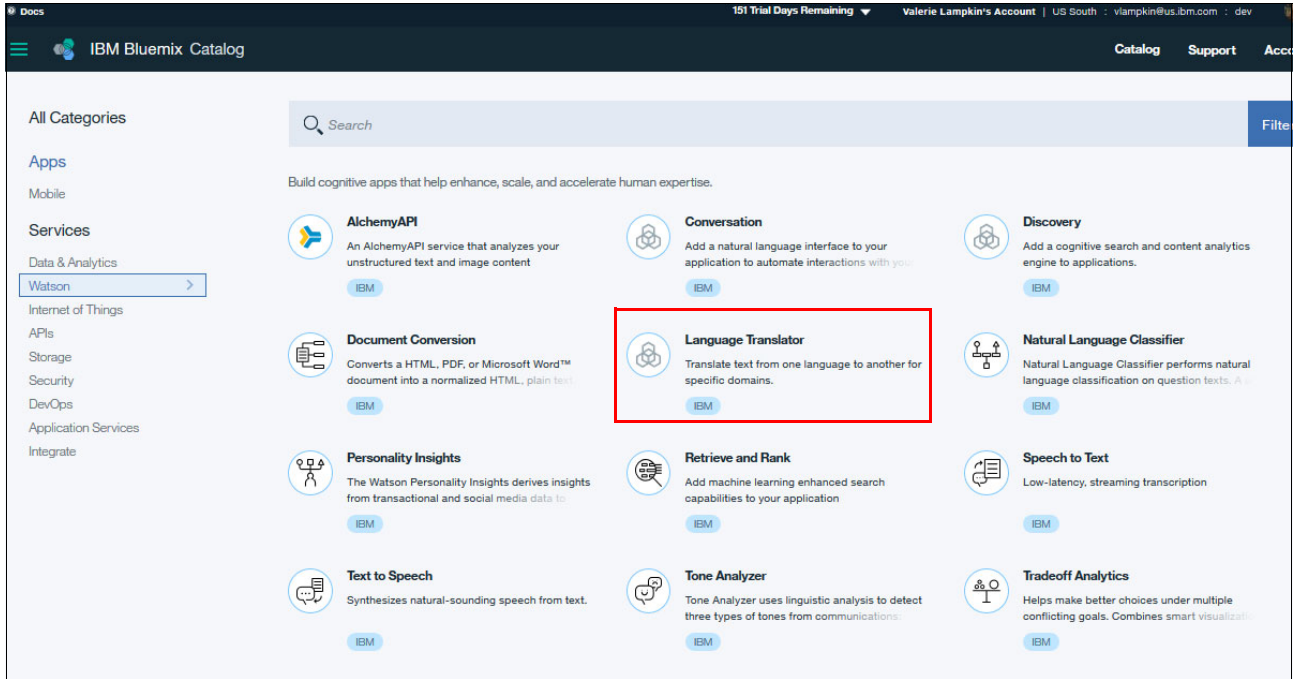 Docs
151 Trial Days Remaining
Valerie Lampkin's Account | US South : vlampkin@us.ibm.com : dev
IBM Bluemix Catalog
Catalog Support Acco
All Categories
Apps
Mobile
Services
Data & Analytics
Watson
Internet of Things
APIs
Storage
Security
DevOps
Application Services
Integrate
Search
Filte
Build cognitive apps that help enhance, scale, and accelerate human expertise.
AlchemyAPI
An AlchemyAPI service that analyzes your
unstructured text and image content
IBM
Conversation
Add a natural language interface to your
application to automate interactions with you
IBM
Discovery
Add a cognitive search and content analytics
engine to applications.
IBM
Document Conversion
Converts a HTML, PDF, or Microsoft Word™
document into a normalized HTML, plain text
IBM
Language Translator
Translate text from one language to another for
specific domains.
IBM
Natural Language Classifier
Natural Language Classifier performs natural
language classification on question texts. A
IBM
Personality Insights
The Watson Personality Insights derives insights
from transactional and social media data to
IBM
Retrieve and Rank
Add machine learning enhanced search
capabilities to your application
IBM
Speech to Text
Low-latency, streaming transcription
IBM
Text to Speech
Synthesizes natural-sounding speech from text.
IBM
Tone Analyzer
Tone Analyzer uses linguistic analysis to detect
three types of tones from communications:
IBM
Tradeoff Analytics
Helps make better choices under multiple
conflicting goals. Combines smart visualizati
IBM